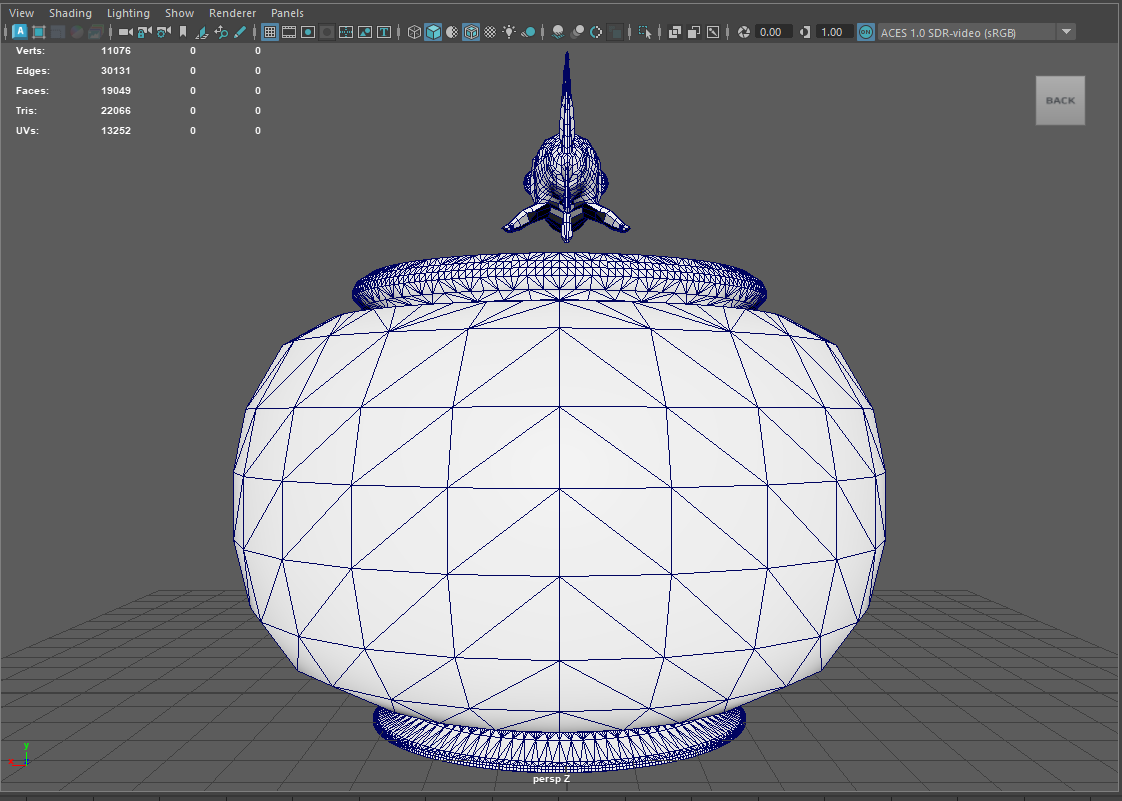 View Shading Lighting Show Renderer Panels
A T 0.00 1.00 ON ACES 1.0 SDR-video (sRGB)
Verts: 11076 0 0
Edges: 30131 0 0
Faces: 19049 0 0
Tris: 22066 0 0
UVs: 13252 0 0
BACK
y
persp Z